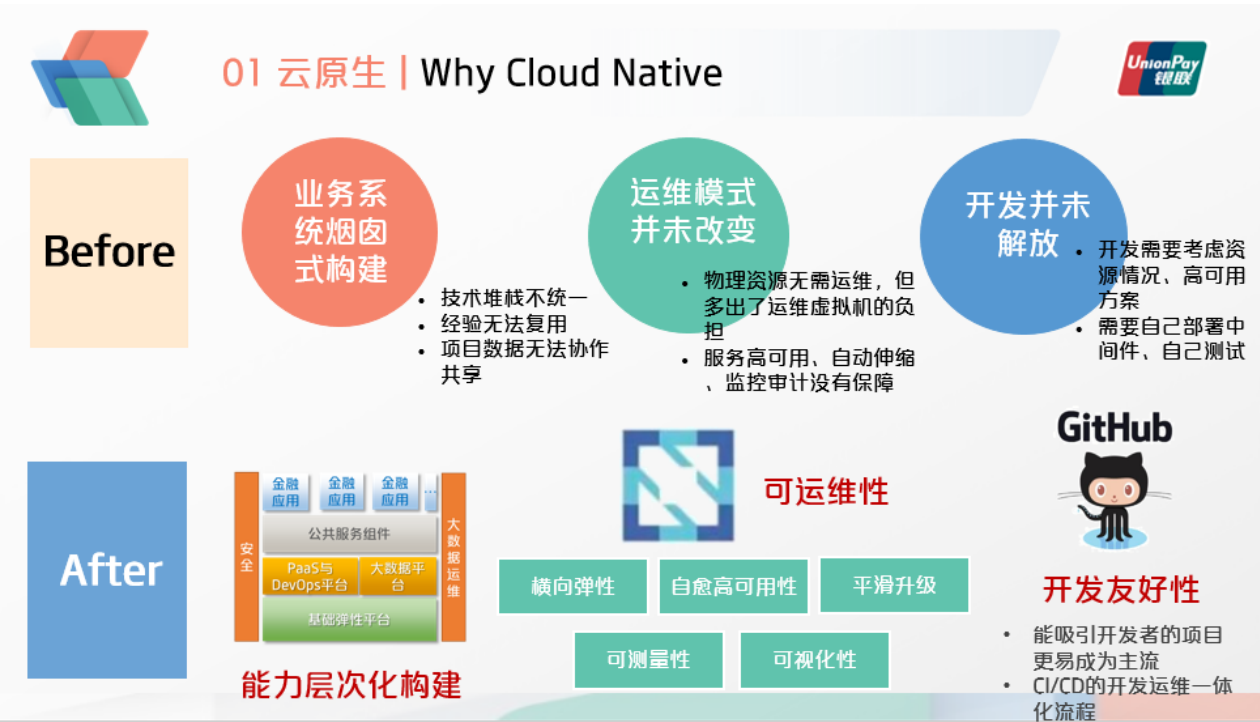 01 云原生 | Why Cloud Native
UnionPay
银联
Before
业务系
统烟囱
式构建
• 技术堆栈不统一
• 经验无法复用
• 项目数据无法协作
共享
运维模式
并未改变
• 物理资源无需运维，但
多出了运维虚拟机的负
担
• 服务高可用、自动伸缩
、监控审计没有保障
开发并未
解放
• 开发需要考虑资
源情况、高可用
方案
• 需要自己部署中
间件、自己测试
After
安全
金融
应用
金融
应用
金融
应用
...
公共服务组件
PaaS与
DevOps平台
大数据平
台
基础弹性平台
大数据运维
能力层次化构建
可运维性
横向弹性
自愈高可用性
平滑升级
可测量性
可视化性
GitHub
开发友好性
• 能吸引开发者的项目
更易成为主流
• CI/CD的开发运维一体
化流程